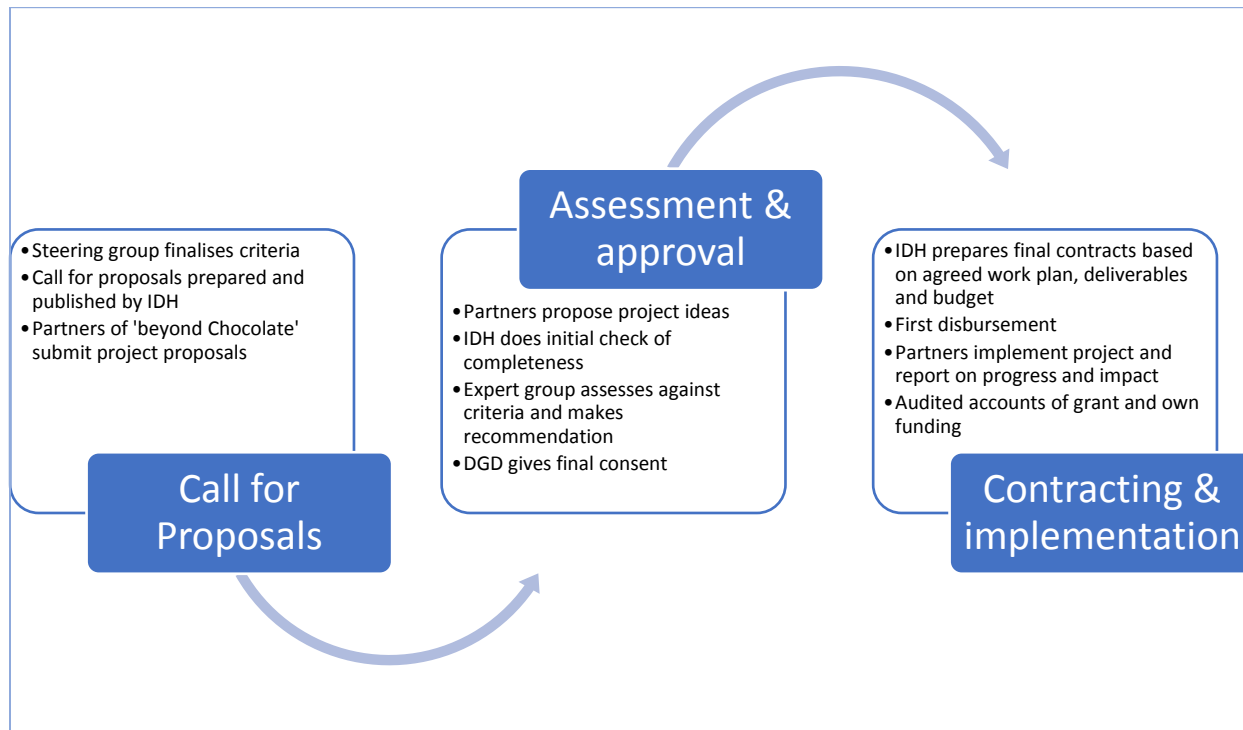 • Steering group finalises criteria
• Call for proposals prepared and
published by IDH
• Partners of 'beyond Chocolate'
submit project proposals
Call for
Proposals
Assessment &
approval
• Partners propose project ideas
• IDH does initial check of
completeness
• Expert group assesses against
criteria and makes
recommendation
• DGD gives final consent
• IDH prepares final contracts based
on agreed work plan, deliverables
and budget
• First disbursement
• Partners implement project and
report on progress and impact
• Audited accounts of grant and own
funding
Contracting &
implementation